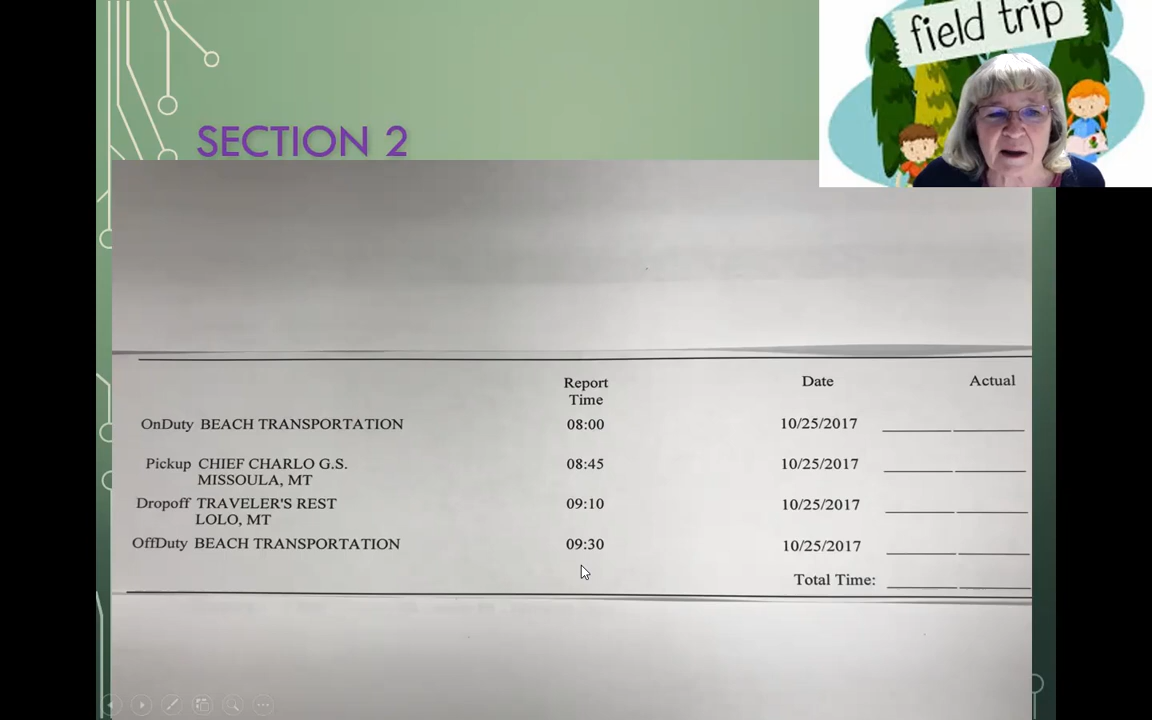 field trip
SECTION 2
Report Time Date Actual
OnDuty BEACH TRANSPORTATION 08:00 10/25/2017
Pickup CHIEF CHARLO G.S. 08:45 10/25/2017
MISSOULA, MT
Dropoff TRAVELER'S REST 09:10 10/25/2017
LOLO, MT
OffDuty BEACH TRANSPORTATION 09:30 10/25/2017
Total Time: